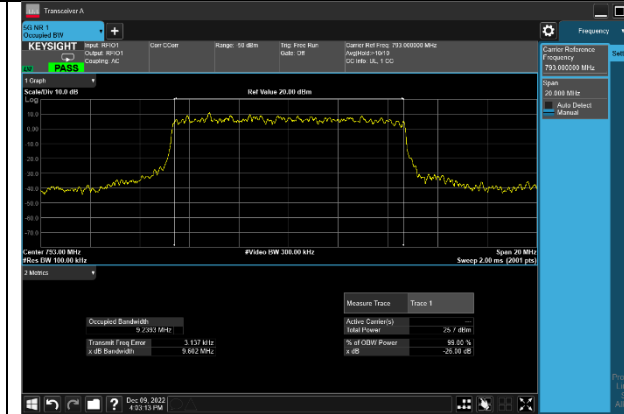 Transceiver A
5G NR 1
Occupied BW
+
Frequency
KEYSIGHT
Input: RFIO1
Output: RFIO1
Coupling: AC
Corr CCorr
Range: -50 dBm
Trig: Free Run
Gate: Off
Carrier Ref Freq: 793.000000 MHz
Avg|Hold:>10/10
CC Info: UL, 1 CC
PASS
Carrier Reference
Frequency
793.000000 MHz
Span
20.000 MHz
Auto Detect
Manual
1 Graph
Scale/Div 10.0 dB
Ref Value 20.00 dBm
Log
10.0
0.00
-10.0
-20.0
-30.0
-40.0
-50.0
-60.0
-70.0
Center 793.00 MHz
#Video BW 300.00 kHz
Span 20 MHz
#Res BW 100.00 kHz
Sweep 2.00 ms (2001 pts)
2 Metrics
Measure Trace
Trace 1
Occupied Bandwidth
9.2393 MHz
Active Carrier(s)
---
Total Power
25.7 dBm
Transmit Freq Error
3.137 kHz
% of OBW Power
99.00 %
x dB Bandwidth
9.602 MHz
x dB
-26.00 dB
Dec 09, 2022
4:03:13 PM
?